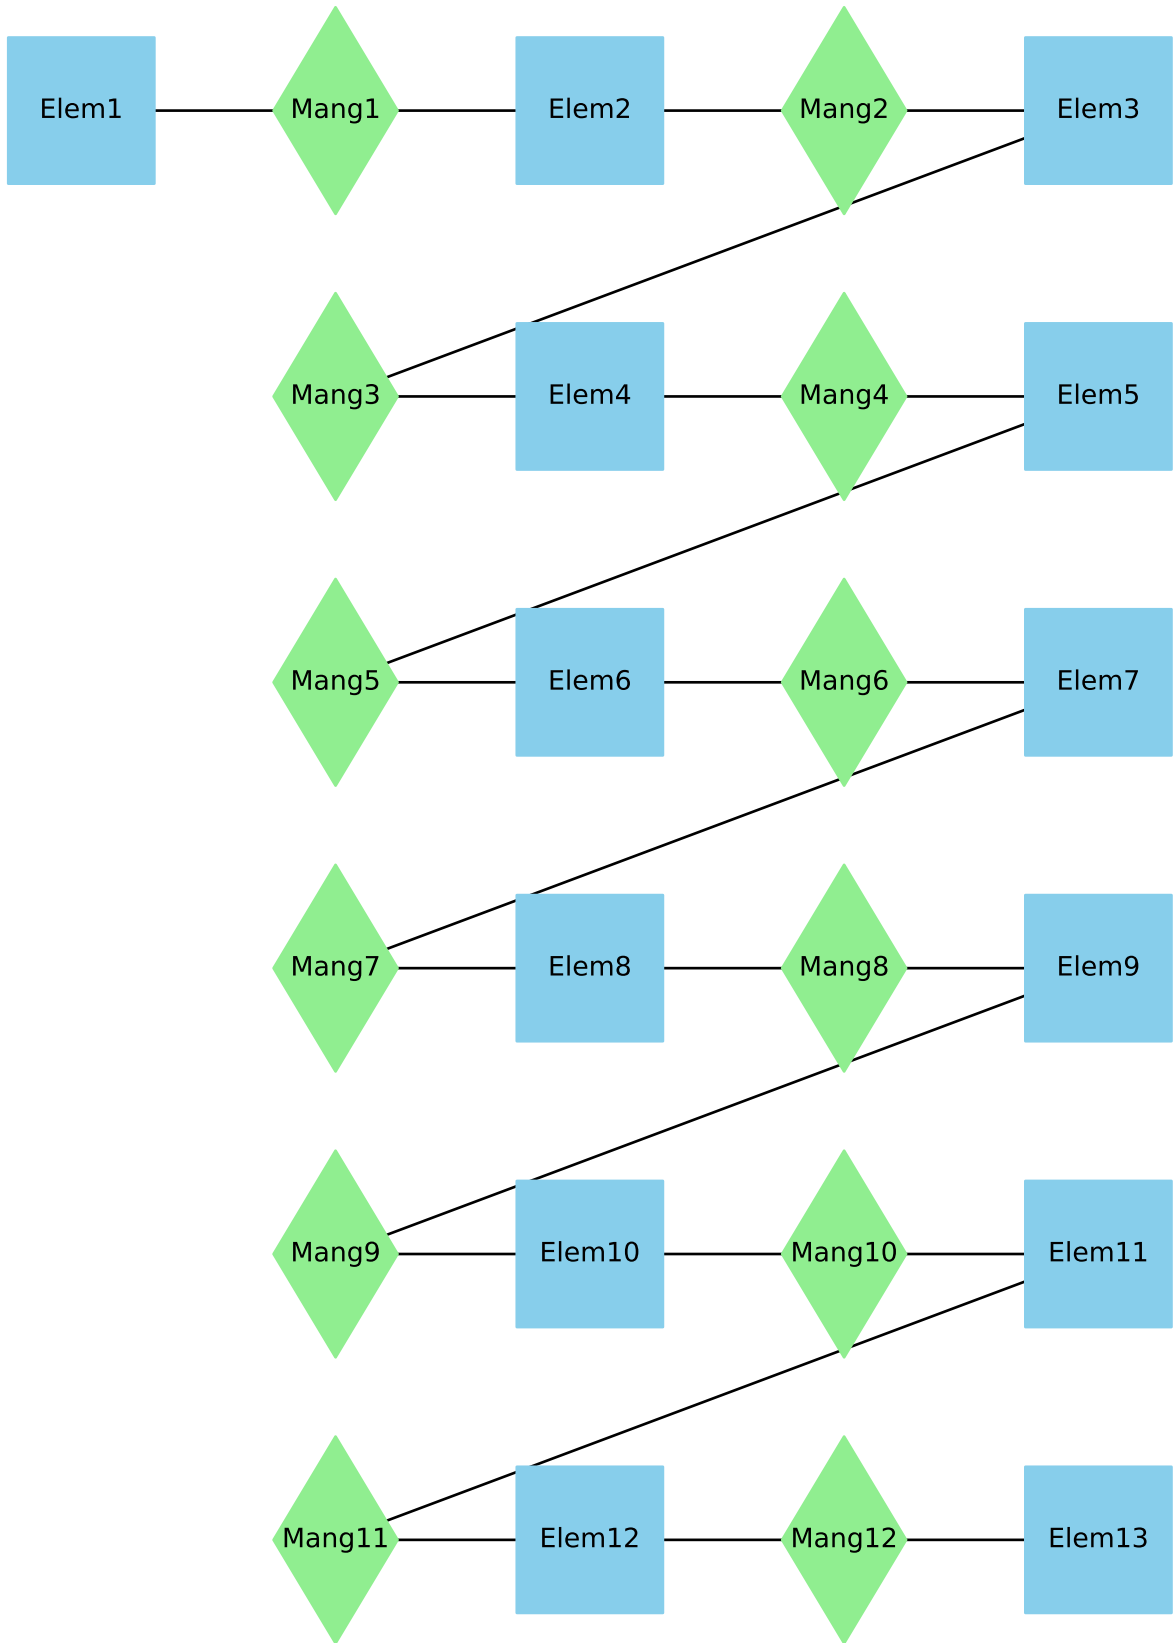 Elem1 Mang1 Elem2 Mang2 Elem3
Mang3 Elem4 Mang4 Elem5
Mang5 Elem6 Mang6 Elem7
Mang7 Elem8 Mang8 Elem9
Mang9 Elem10 Mang10 Elem11
Mang11 Elem12 Mang12 Elem13